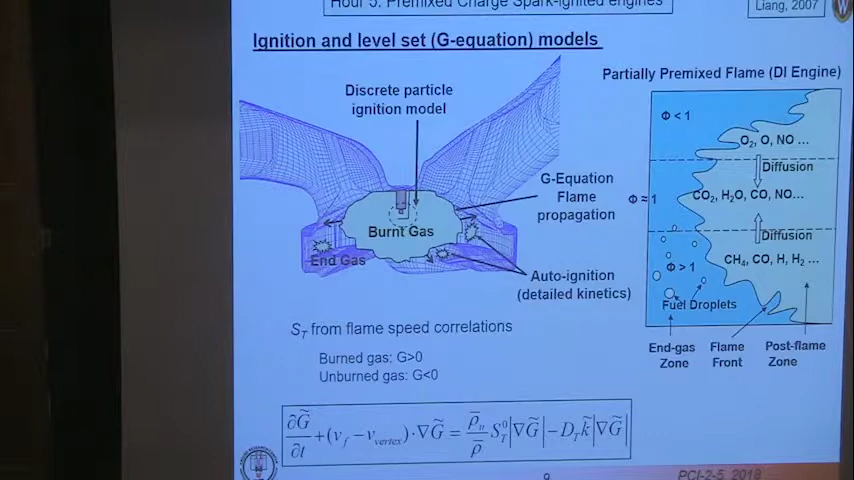 Hour 5: Premixed Charge Spark-ignited engines
Liang, 2007
Ignition and level set (G-equation) models
Discrete particle
ignition model
G-Equation
Flame
propagation
Burnt Gas
End Gas
Auto-ignition
(detailed kinetics)
S_T from flame speed correlations
Burned gas: G>0
Unburned gas: G<0
∂G̃/∂t + (v_f − v_vertex)·∇G̃ = (ρ̄_u/ρ̄) S_T^0 |∇G̃| − D_T k̃ |∇G̃|
Partially Premixed Flame (DI Engine)
Φ < 1
O₂, O, NO ...
Diffusion
Φ ≈ 1
CO₂, H₂O, CO, NO...
Diffusion
CH₄, CO, H, H₂ ...
Φ > 1
Fuel Droplets
End-gas
Zone
Flame
Front
Post-flame
Zone
9
PCI-2-5, 2018